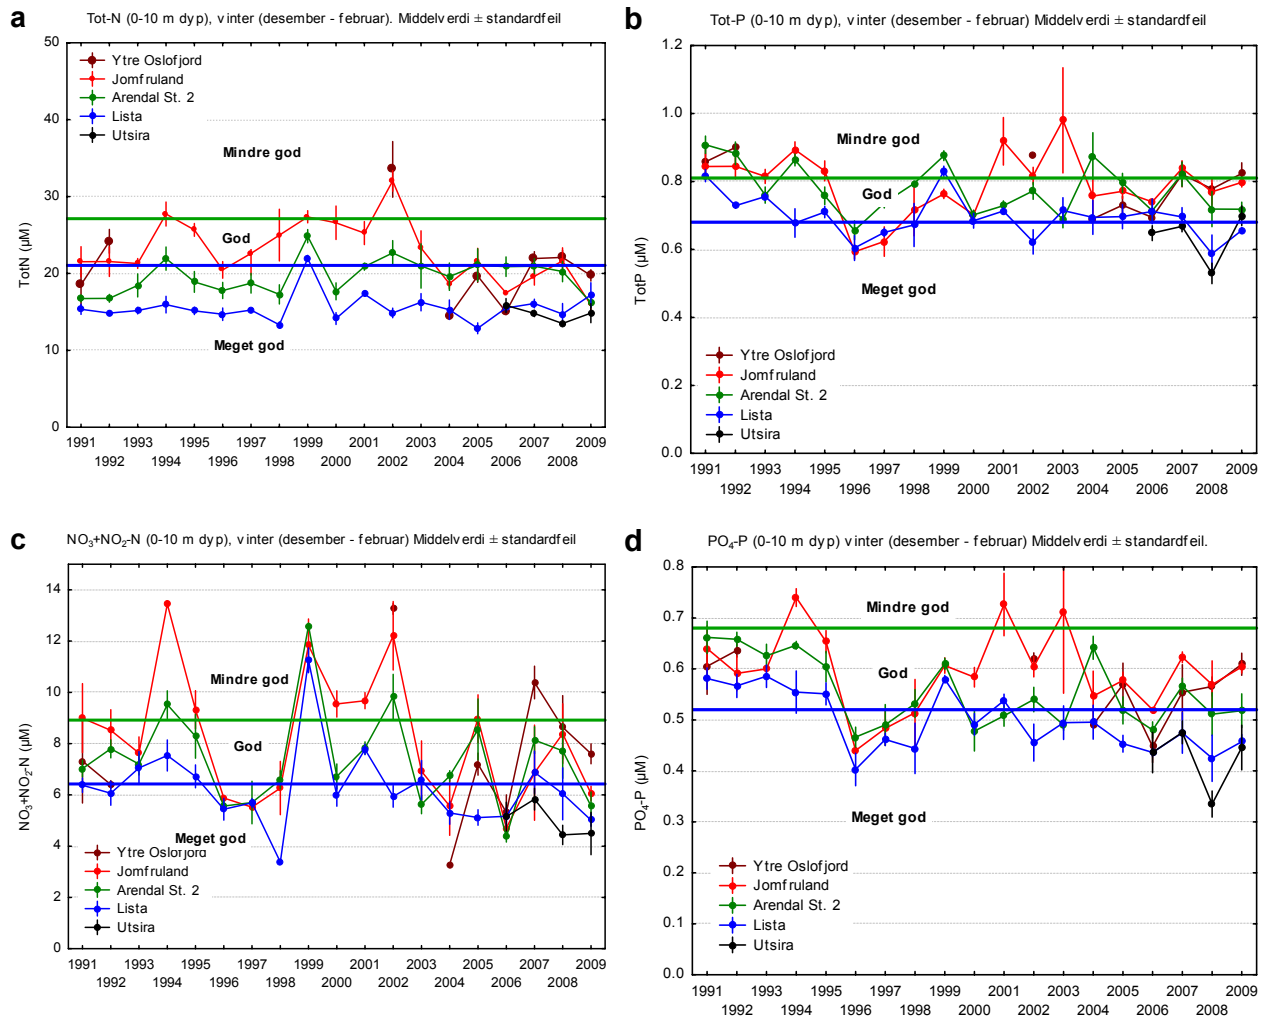 a
Tot-N (0-10 m dyp), vinter (desember - februar). Middelverdi ± standardfeil
50
40
30
20
10
0
TotN (µM)
Ytre Oslofjord
Jomfruland
Arendal St. 2
Lista
Utsira
Mindre god
God
Meget god
1991 1993 1995 1997 1999 2001 2003 2005 2007 2009
1992 1994 1996 1998 2000 2002 2004 2006 2008
b
Tot-P (0-10 m dyp), vinter (desember - februar) Middelverdi ± standardfeil
1.2
1.0
0.8
0.6
0.4
0.2
0.0
TotP (µM)
Mindre god
God
Meget god
Ytre Oslofjord
Jomfruland
Arendal St. 2
Lista
Utsira
1991 1993 1995 1997 1999 2001 2003 2005 2007 2009
1992 1994 1996 1998 2000 2002 2004 2006 2008
c
NO₃+NO₂-N (0-10 m dyp), vinter (desember - februar) Middelverdi ± standardfeil
14
12
10
8
6
4
2
0
NO₃+NO₂-N (µM)
Mindre god
God
Meget god
Ytre Oslofjord
Jomfruland
Arendal St. 2
Lista
Utsira
1991 1993 1995 1997 1999 2001 2003 2005 2007 2009
1992 1994 1996 1998 2000 2002 2004 2006 2008
d
PO₄-P (0-10 m dyp) vinter (desember - februar) Middelverdi ± standardfeil.
0.8
0.7
0.6
0.5
0.4
0.3
0.2
0.1
0.0
PO₄-P (µM)
Mindre god
God
Meget god
Ytre Oslofjord
Jomfruland
Arendal St. 2
Lista
Utsira
1991 1993 1995 1997 1999 2001 2003 2005 2007 2009
1992 1994 1996 1998 2000 2002 2004 2006 2008